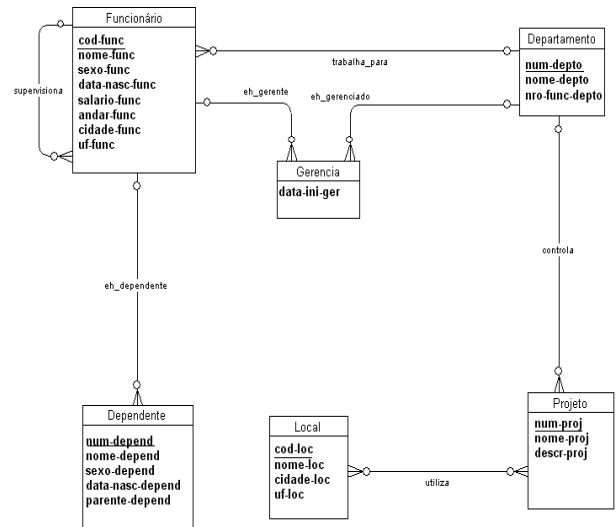 Funcionário
cod-func
nome-func
sexo-func
data-nasc-func
salario-func
andar-func
cidade-func
uf-func
supervisiona
trabalha_para
Departamento
num-depto
nome-depto
nro-func-depto
eh_gerente
eh_gerenciado
Gerencia
data-ini-ger
controla
eh_dependente
Dependente
num-depend
nome-depend
sexo-depend
data-nasc-depend
parente-depend
Local
cod-loc
nome-loc
cidade-loc
uf-loc
utiliza
Projeto
num-proj
nome-proj
descr-proj